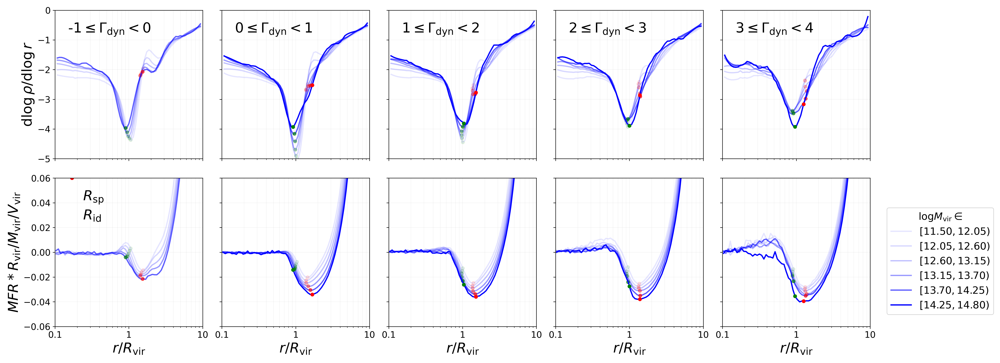 -1 ≤ Γdyn < 0
0 ≤ Γdyn < 1
1 ≤ Γdyn < 2
2 ≤ Γdyn < 3
3 ≤ Γdyn < 4
dlog ρ/dlog r
0
−1
−2
−3
−4
−5
MFR ∗ Rvir/Mvir/Vvir
0.06
0.04
0.02
0.00
−0.02
−0.04
−0.06
Rsp
Rid
0.1 1 10
0.1 1 10
0.1 1 10
0.1 1 10
0.1 1 10
r/Rvir
r/Rvir
r/Rvir
r/Rvir
r/Rvir
logMvir ∈
[11.50, 12.05)
[12.05, 12.60)
[12.60, 13.15)
[13.15, 13.70)
[13.70, 14.25)
[14.25, 14.80)